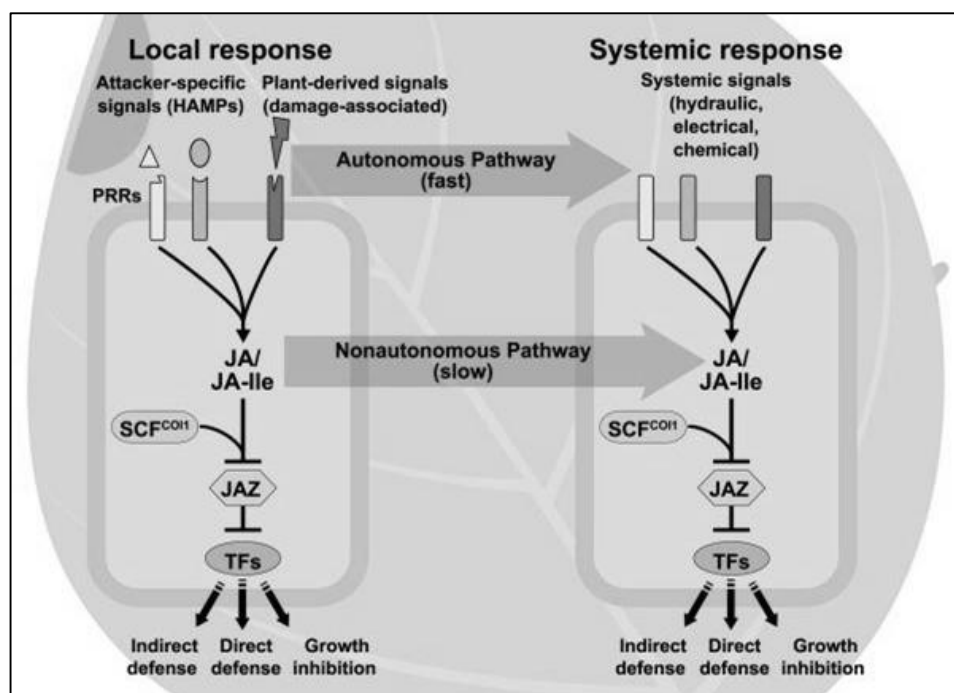 Local response
Attacker-specific
signals (HAMPs)
Plant-derived signals
(damage-associated)
Systemic response
Systemic signals
(hydraulic,
electrical,
chemical)
Autonomous Pathway
(fast)
PRRs
JA/
JA-Ile
Nonautonomous Pathway
(slow)
JA/
JA-Ile
SCFCOI1
SCFCOI1
JAZ
JAZ
TFs
TFs
Indirect
defense
Direct
defense
Growth
inhibition
Indirect
defense
Direct
defense
Growth
inhibition